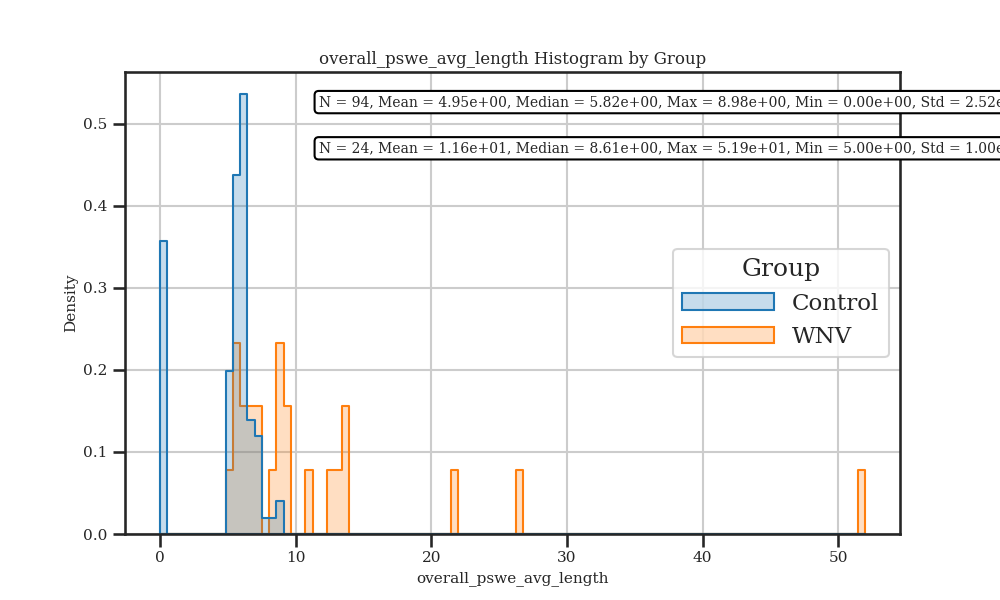 overall_pswe_avg_length Histogram by Group
N = 94, Mean = 4.95e+00, Median = 5.82e+00, Max = 8.98e+00, Min = 0.00e+00, Std = 2.52e
N = 24, Mean = 1.16e+01, Median = 8.61e+00, Max = 5.19e+01, Min = 5.00e+00, Std = 1.00e
0.5
0.4
0.3
0.2
0.1
0.0
Density
Group
Control
WNV
0 10 20 30 40 50
overall_pswe_avg_length